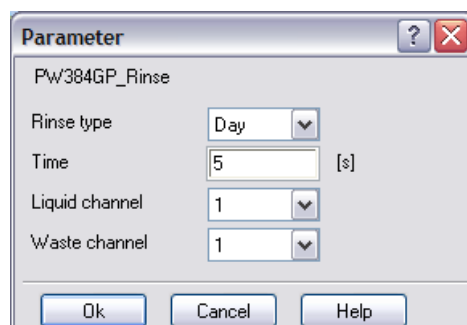 Parameter
PW384GP_Rinse
Rinse type Day
Time 5 [s]
Liquid channel 1
Waste channel 1
Ok Cancel Help